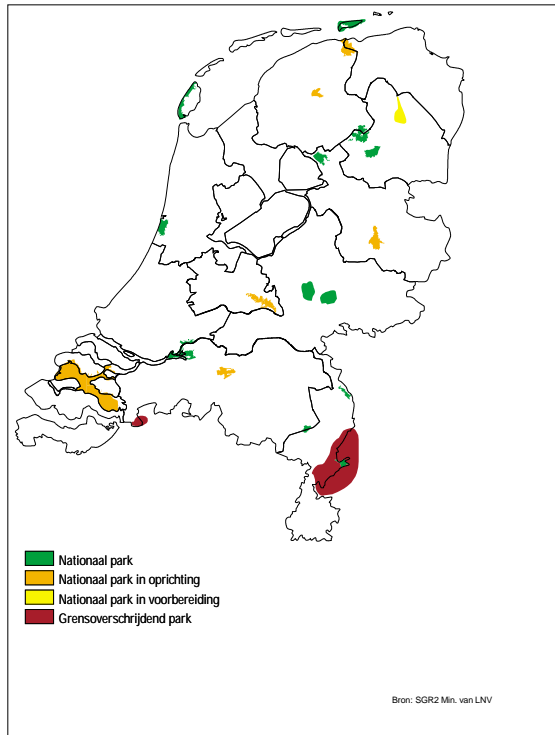 Nationaal park
Nationaal park in oprichting
Nationaal park in voorbereiding
Grensoverschrijdend park
Bron: SGR2 Min. van LNV